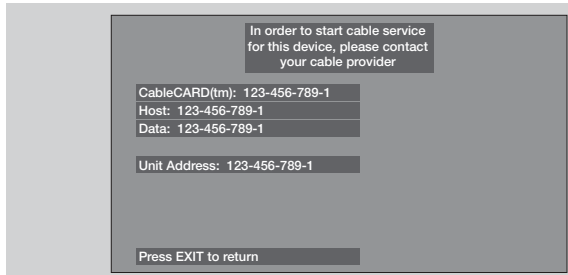 In order to start cable service
for this device, please contact
your cable provider
CableCARD(tm): 123-456-789-1
Host: 123-456-789-1
Data: 123-456-789-1
Unit Address: 123-456-789-1
Press EXIT to return